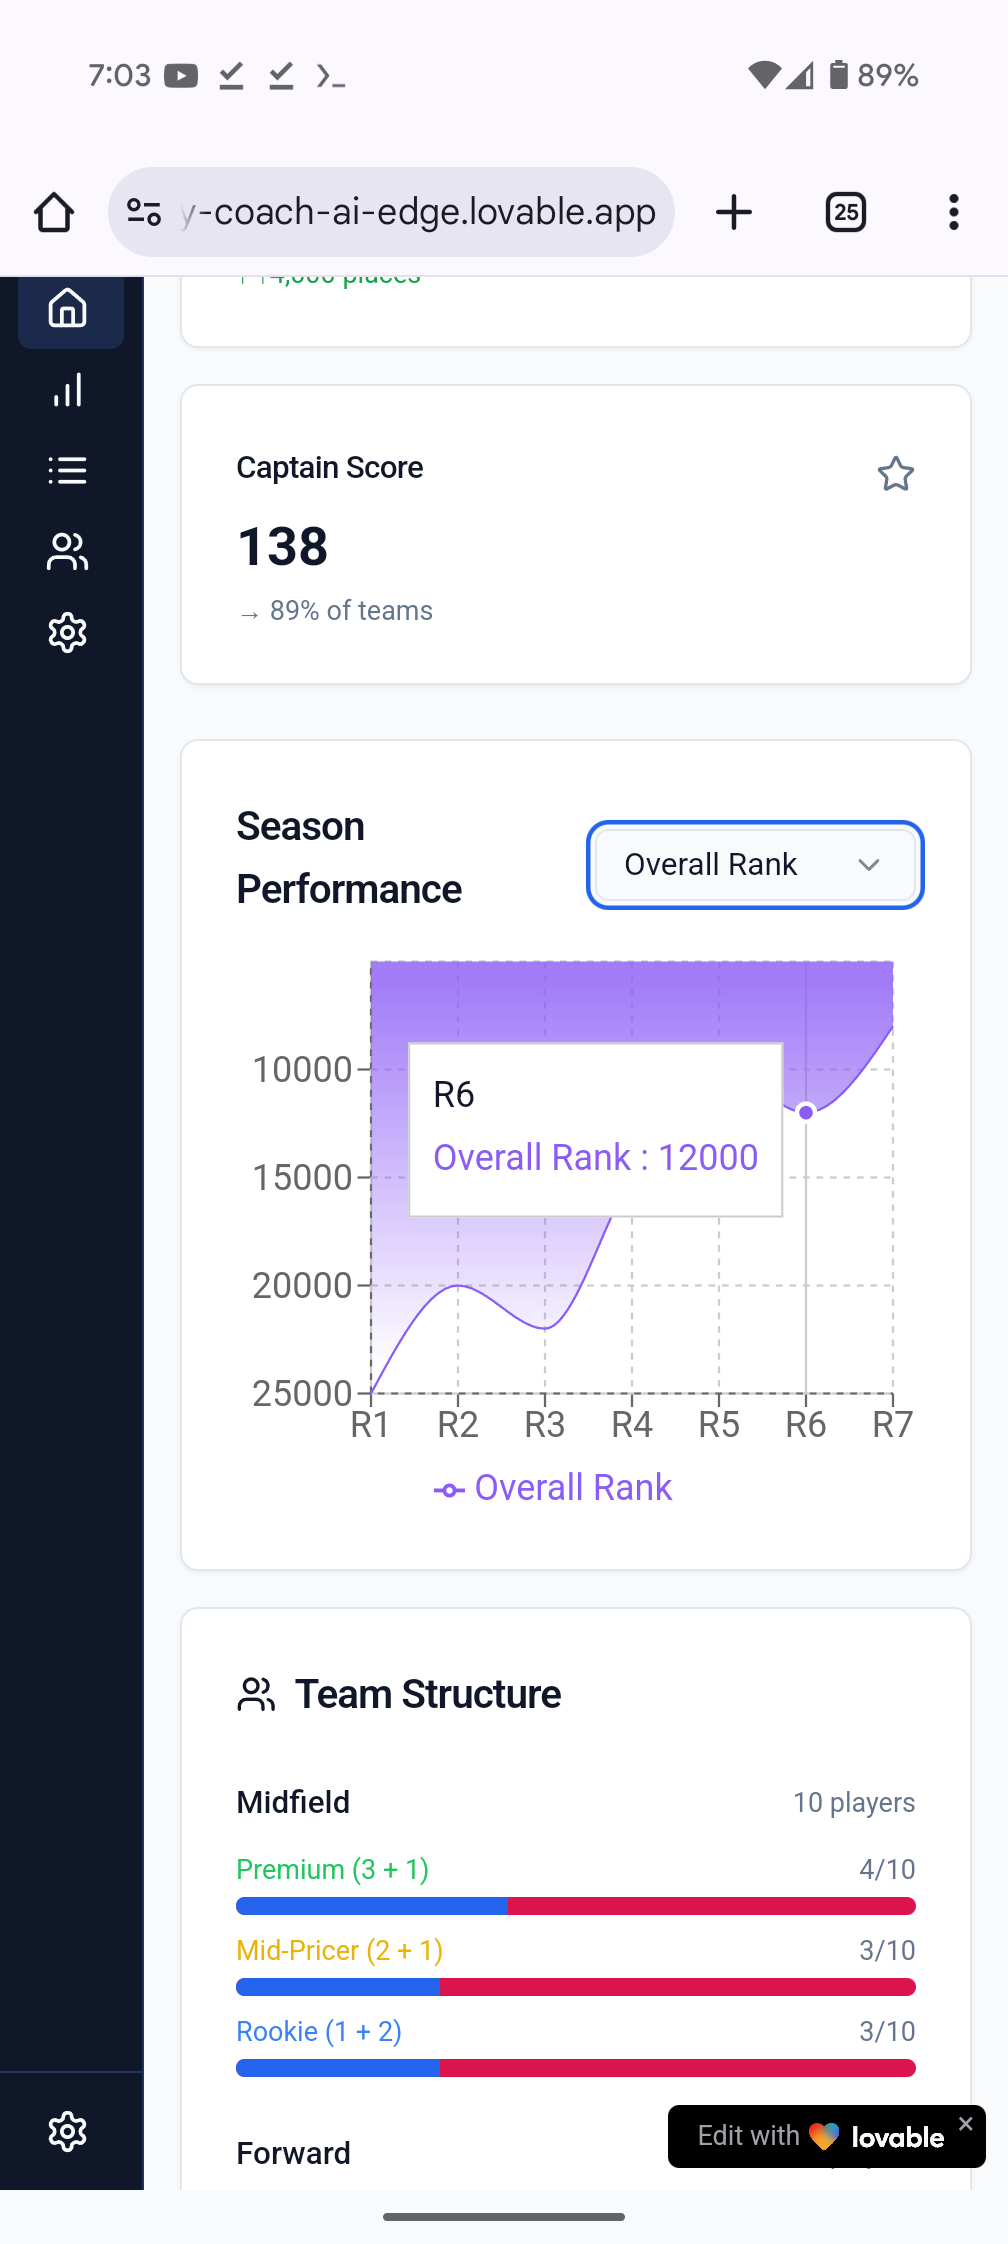 7:03
89%
y-coach-ai-edge.lovable.app
25
Captain Score
138
→ 89% of teams
Season
Performance
Overall Rank
10000
15000
20000
25000
R6
Overall Rank : 12000
R1 R2 R3 R4 R5 R6 R7
Overall Rank
Team Structure
Midfield 10 players
Premium (3 + 1) 4/10
Mid-Pricer (2 + 1) 3/10
Rookie (1 + 2) 3/10
Forward
Edit with lovable ×